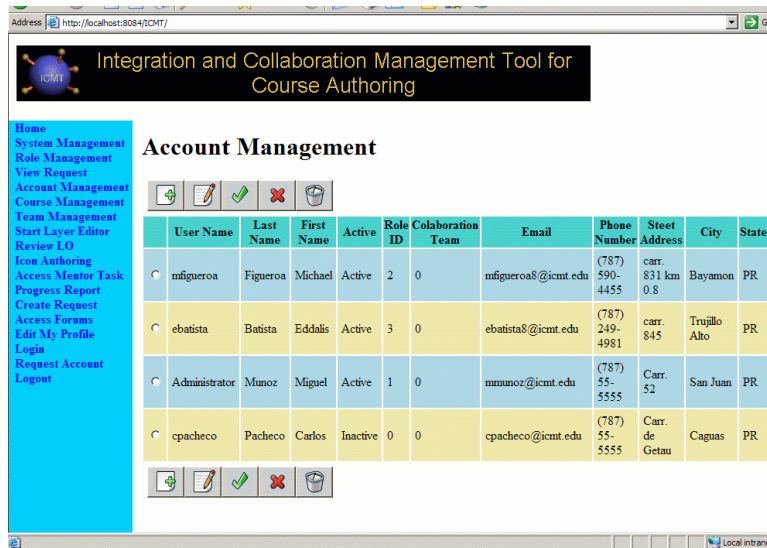 Address http://localhost:8084/ICMT/
ICMT
Integration and Collaboration Management Tool for
Course Authoring
Home
System Management
Role Management
View Request
Account Management
Course Management
Team Management
Start Layer Editor
Review LO
Icon Authoring
Access Mentor Task
Progress Report
Create Request
Access Forums
Edit My Profile
Login
Request Account
Logout
Account Management
User Name Last Name First Name Active Role ID Colaboration Team Email Phone Number Steet Address City State
mfigueroa Figueroa Michael Active 2 0 mfigueroa8@icmt.edu (787) 590-4455 carr. 831 km 0.8 Bayamon PR
ebatista Batista Eddalis Active 3 0 ebatista8@icmt.edu (787) 249-4981 carr. 845 Trujillo Alto PR
Administrator Munoz Miguel Active 1 0 mmunoz@icmt.edu (787) 55-5555 Carr. 52 San Juan PR
cpacheco Pacheco Carlos Inactive 0 0 cpacheco@icmt.edu (787) 55-5555 Carr. de Getau Caguas PR
Local intran